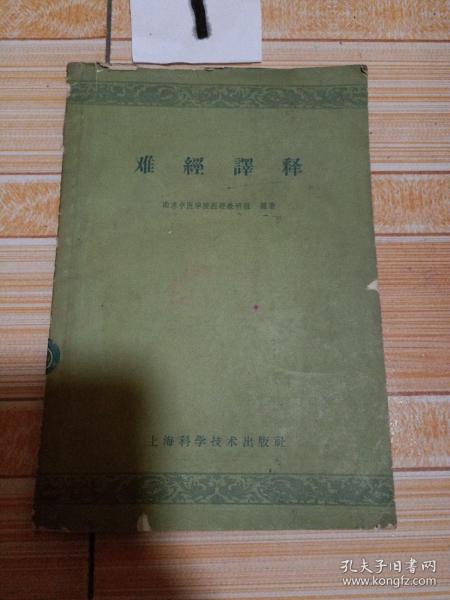 难經譯释
南京中医学院医经教研组 編著
上海科学技术出版社
孔夫子旧书网
www.kongfz.com